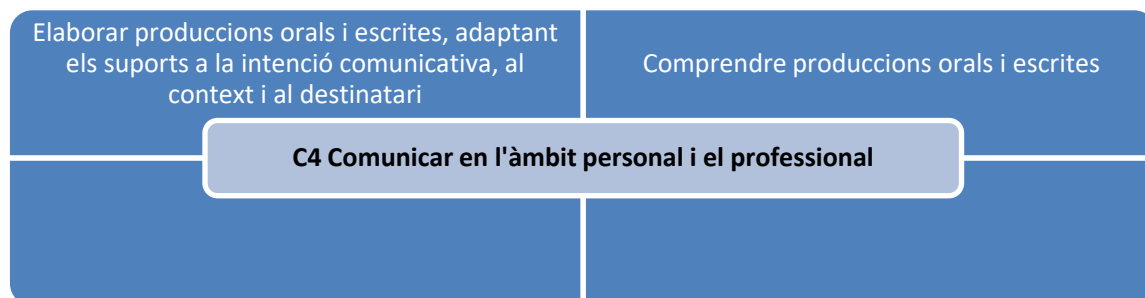 Elaborar produccions orals i escrites, adaptant
els suports a la intenció comunicativa, al
context i al destinatari
Comprendre produccions orals i escrites
C4 Comunicar en l'àmbit personal i el professional